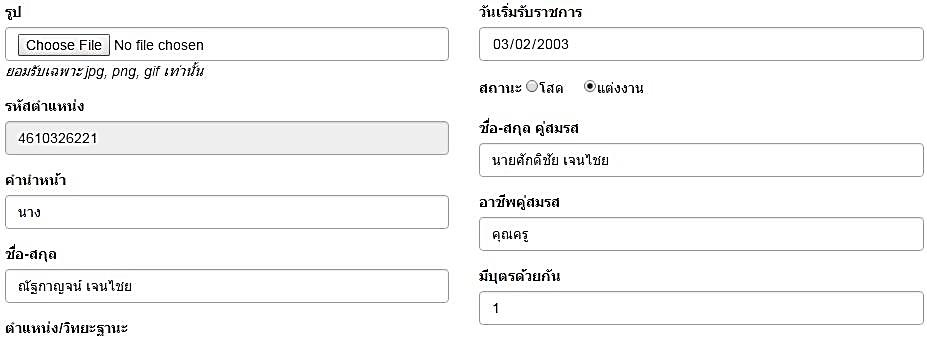 รูป
Choose File No file chosen
ยอมรับเฉพาะ jpg, png, gif เท่านั้น
รหัสตำแหน่ง
4610326221
คำนำหน้า
นาง
ชื่อ-สกุล
ณัฐกาญจน์ เจนไชย
ตำแหน่ง/วิทยะฐานะ
วันเริ่มรับราชการ
03/02/2003
สถานะ โสด แต่งงาน
ชื่อ-สกุล คู่สมรส
นายศักดิชัย เจนไชย
อาชีพคู่สมรส
คุณครู
มีบุตรด้วยกัน
1